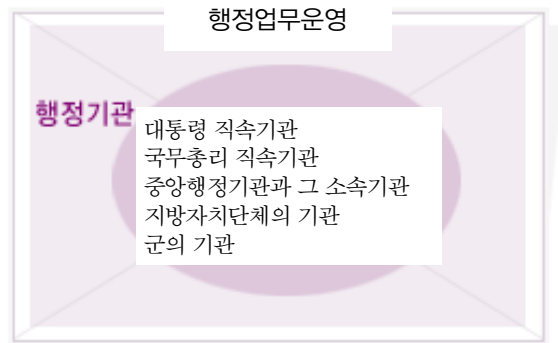 행정업무운영
행정기관
대통령 직속기관
국무총리 직속기관
중앙행정기관과 그 소속기관
지방자치단체의 기관
군의 기관